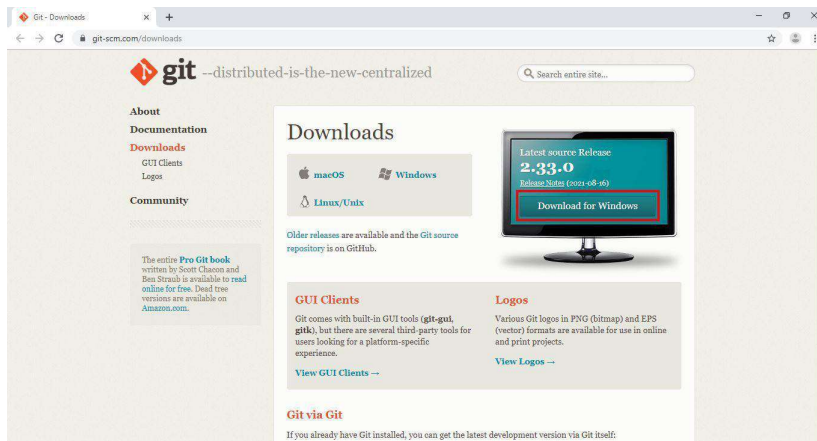 Git - Downloads
git-scm.com/downloads
git --distributed-is-the-new-centralized
Search entire site...
About
Documentation
Downloads
GUI Clients
Logos
Community
The entire Pro Git book
written by Scott Chacon and
Ben Straub is available to read
online for free. Dead tree
versions are available on
Amazon.com.
Downloads
macOS
Windows
Linux/Unix
Older releases are available and the Git source
repository is on GitHub.
Latest source Release
2.33.0
Release Notes (2021-08-16)
Download for Windows
GUI Clients
Git comes with built-in GUI tools (git-gui,
gitk), but there are several third-party tools for
users looking for a platform-specific
experience.
View GUI Clients →
Logos
Various Git logos in PNG (bitmap) and EPS
(vector) formats are available for use in online
and print projects.
View Logos →
Git via Git
If you already have Git installed, you can get the latest development version via Git itself: